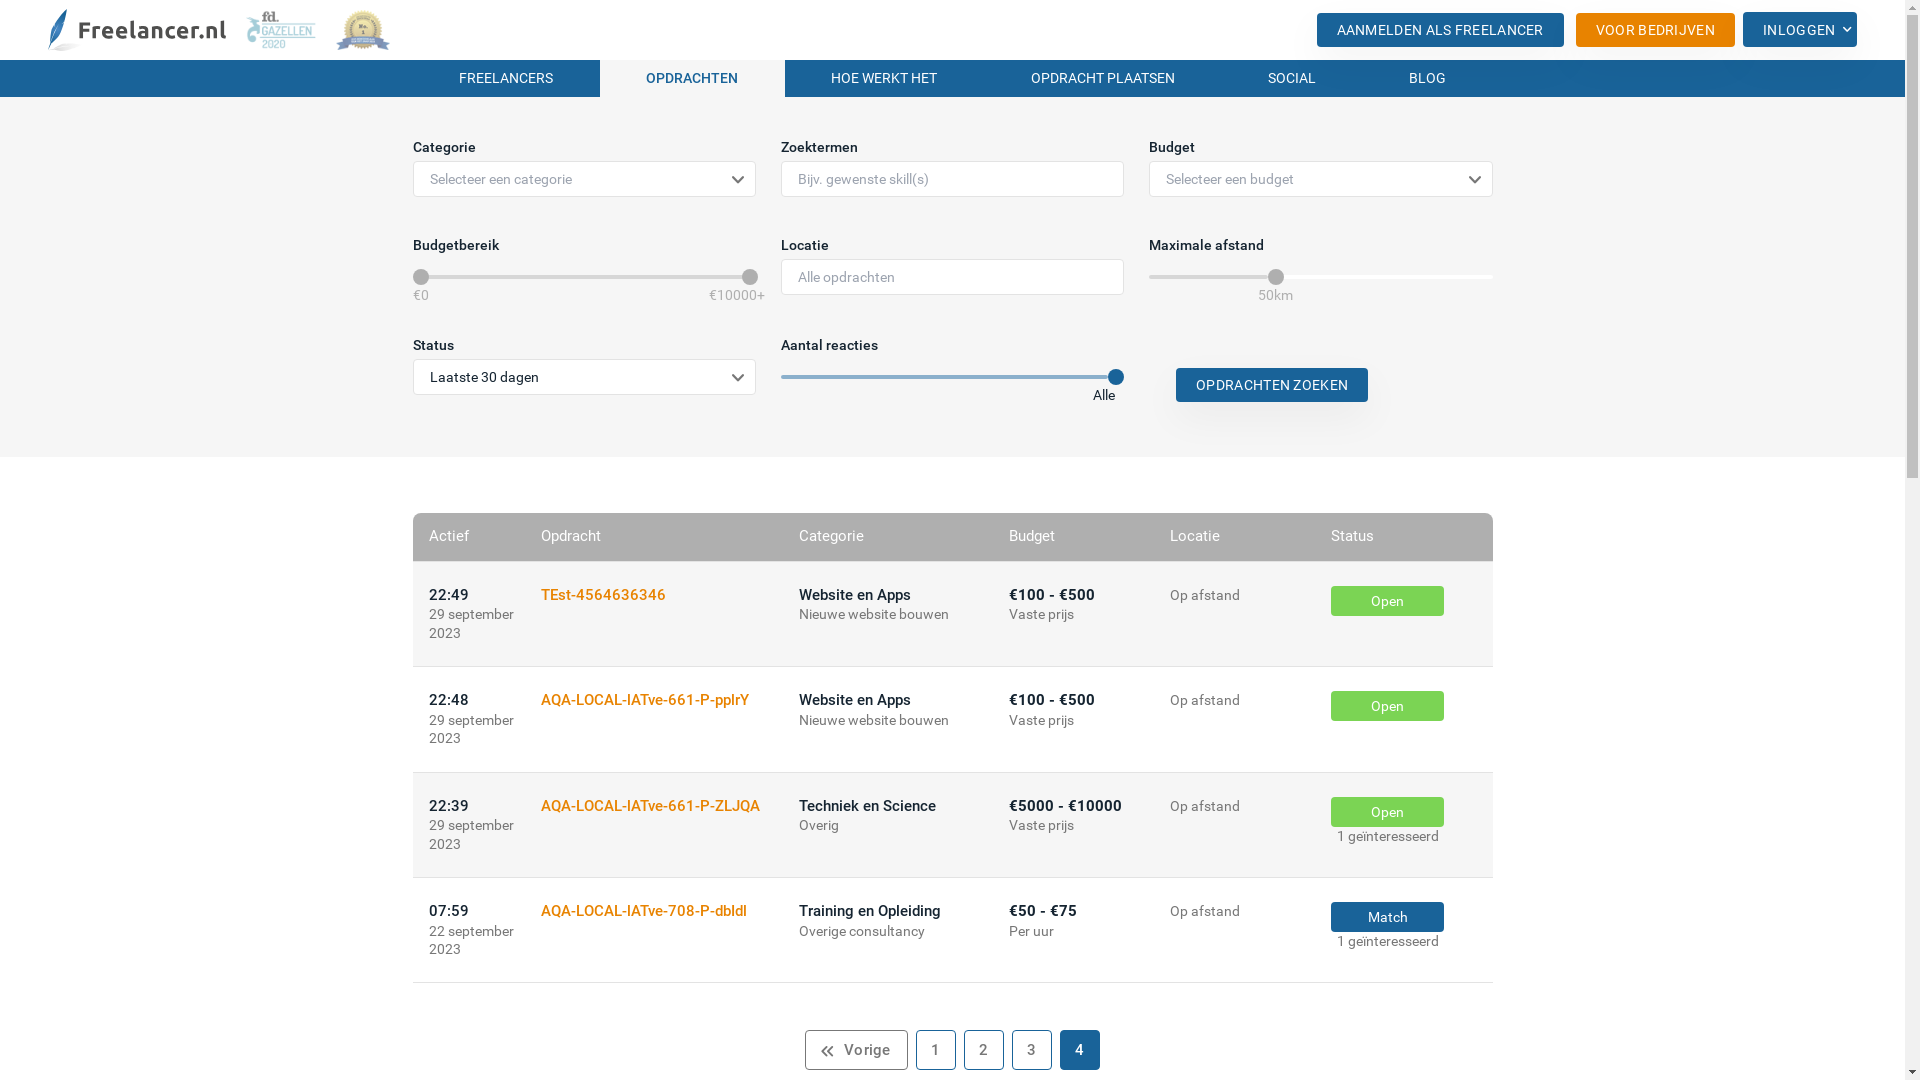 Freelancer.nl
fd.
GAZELLEN
2020
AANMELDEN ALS FREELANCER
VOOR BEDRIJVEN
INLOGGEN
FREELANCERS
OPDRACHTEN
HOE WERKT HET
OPDRACHT PLAATSEN
SOCIAL
BLOG
Categorie
Selecteer een categorie
Zoektermen
Bijv. gewenste skill(s)
Budget
Selecteer een budget
Budgetbereik
€0
€10000+
Locatie
Alle opdrachten
Maximale afstand
50km
Status
Laatste 30 dagen
Aantal reacties
Alle
OPDRACHTEN ZOEKEN
Actief Opdracht Categorie Budget Locatie Status
22:49 TEst-4564636346 Website en Apps €100 - €500 Op afstand Open
29 september Nieuwe website bouwen Vaste prijs
2023
22:48 AQA-LOCAL-lATve-661-P-pplrY Website en Apps €100 - €500 Op afstand Open
29 september Nieuwe website bouwen Vaste prijs
2023
22:39 AQA-LOCAL-lATve-661-P-ZLJQA Techniek en Science €5000 - €10000 Op afstand Open
29 september Overig Vaste prijs 1 geïnteresseerd
2023
07:59 AQA-LOCAL-lATve-708-P-dbIdI Training en Opleiding €50 - €75 Op afstand Match
22 september Overige consultancy Per uur 1 geïnteresseerd
2023
Vorige 1 2 3 4